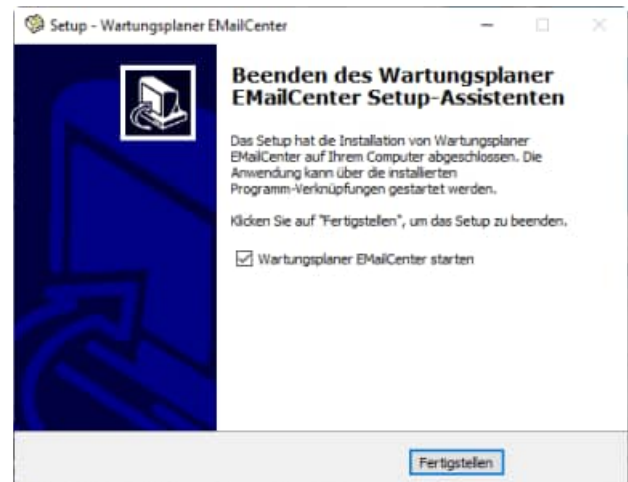 Setup - Wartungsplaner EMailCenter
Beenden des Wartungsplaner
EMailCenter Setup-Assistenten
Das Setup hat die Installation von Wartungsplaner
EMailCenter auf Ihrem Computer abgeschlossen. Die
Anwendung kann über die installierten
Programm-Verknüpfungen gestartet werden.
Klicken Sie auf "Fertigstellen", um das Setup zu beenden.
Wartungsplaner EMailCenter starten
Fertigstellen